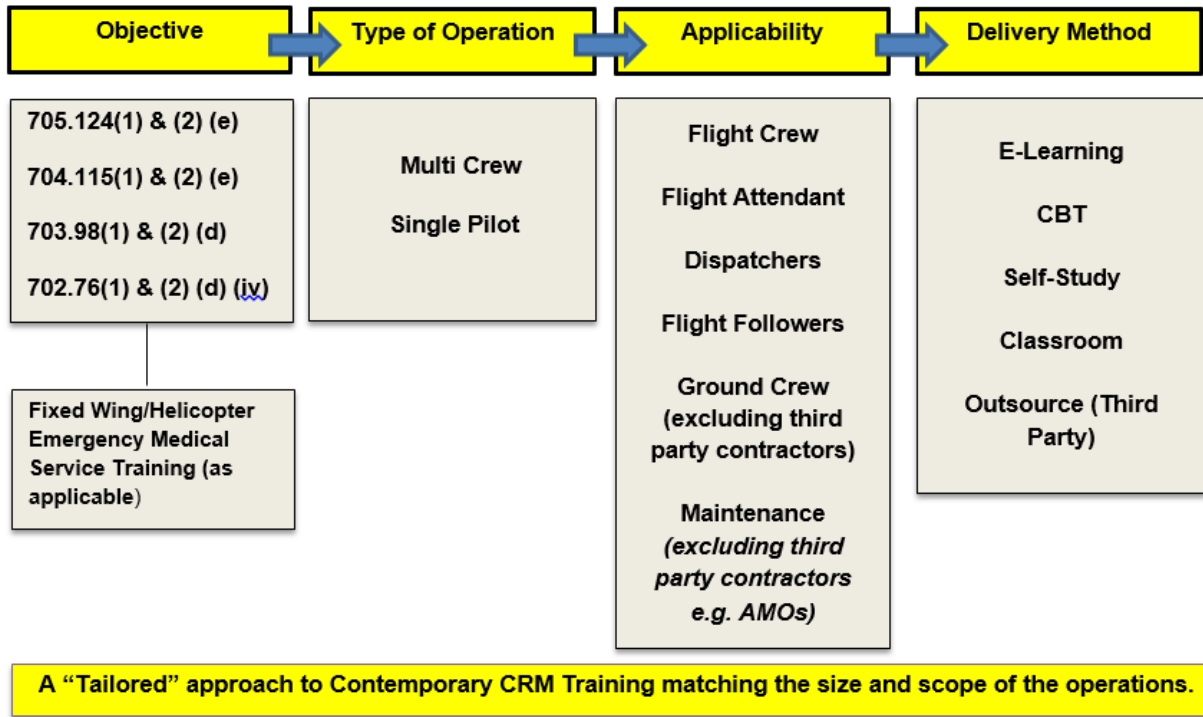 Objective
Type of Operation
Applicability
Delivery Method
705.124(1) & (2) (e)
704.115(1) & (2) (e)
703.98(1) & (2) (d)
702.76(1) & (2) (d) (iv)
Fixed Wing/Helicopter
Emergency Medical
Service Training (as
applicable)
Multi Crew
Single Pilot
Flight Crew
Flight Attendant
Dispatchers
Flight Followers
Ground Crew
(excluding third
party contractors)
Maintenance
(excluding third
party contractors
e.g. AMOs)
E-Learning
CBT
Self-Study
Classroom
Outsource (Third
Party)
A “Tailored” approach to Contemporary CRM Training matching the size and scope of the operations.